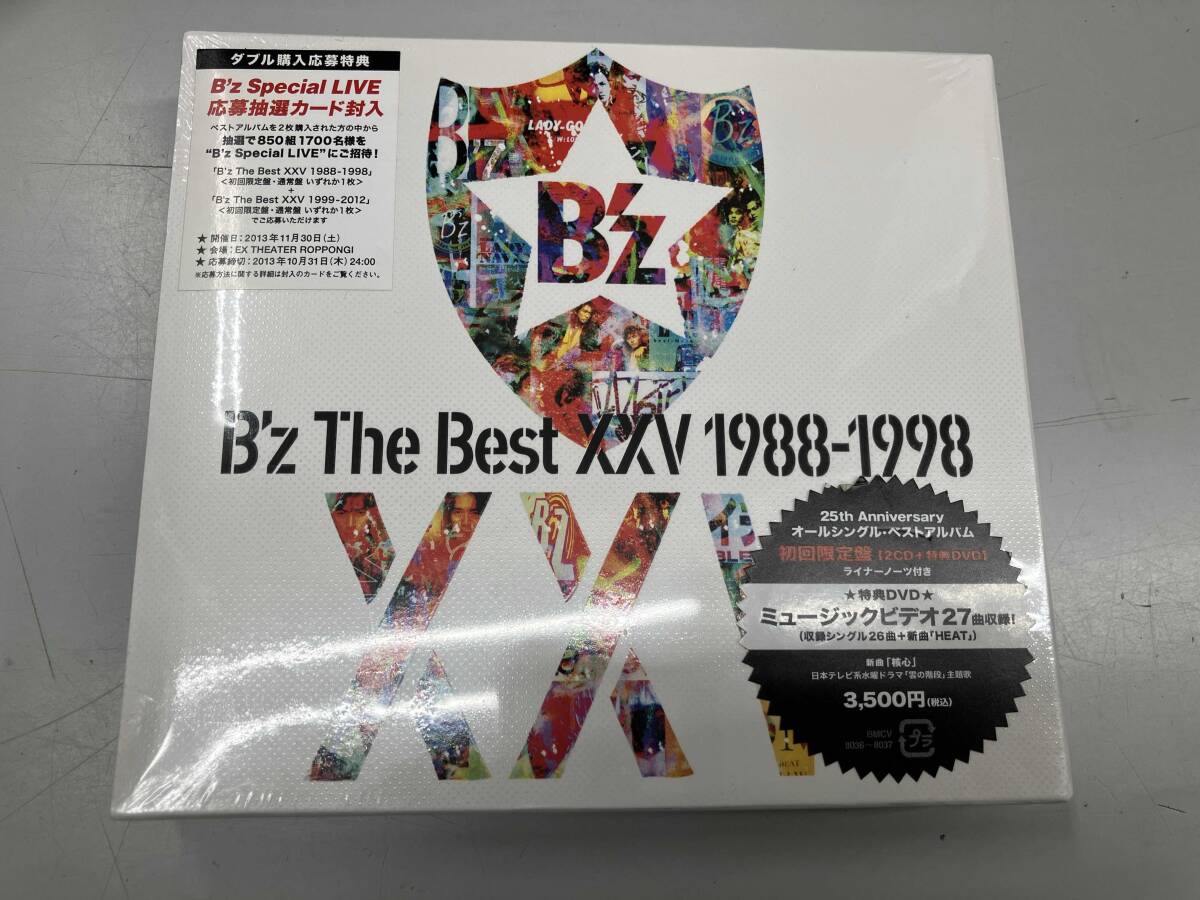 ダブル購入応募特典
B'z Special LIVE
応募抽選カード封入
ベストアルバムを2枚購入された方の中から
抽選で850組1700名様を
"B'z Special LIVE"にご招待!
「B'z The Best XXV 1988-1998」
<初回限定盤・通常盤 いずれか1枚>
+
「B'z The Best XXV 1999-2012」
<初回限定盤・通常盤 いずれか1枚>
でご応募いただけます
★ 開催日:2013年11月30日(土)
★ 会場:EX THEATER ROPPONGI
★ 応募締切:2013年10月31日(木)24:00
※応募方法に関する詳細は封入のカードをご覧ください。
LADY-GO
B'z
B'z
B'z
B'z
B'z The Best XXV 1988-1998
XXV
B'z
25th Anniversary
オールシングル・ベストアルバム
初回限定盤【2CD+特典DVD】
ライナーノーツ付き
★特典DVD★
ミュージックビデオ27曲収録!
(収録シングル26曲+新曲「HEAT」)
新曲「核心」
日本テレビ系水曜ドラマ「雲の階段」主題歌
3,500円(税込)
BMCV
8036~8037
プラ